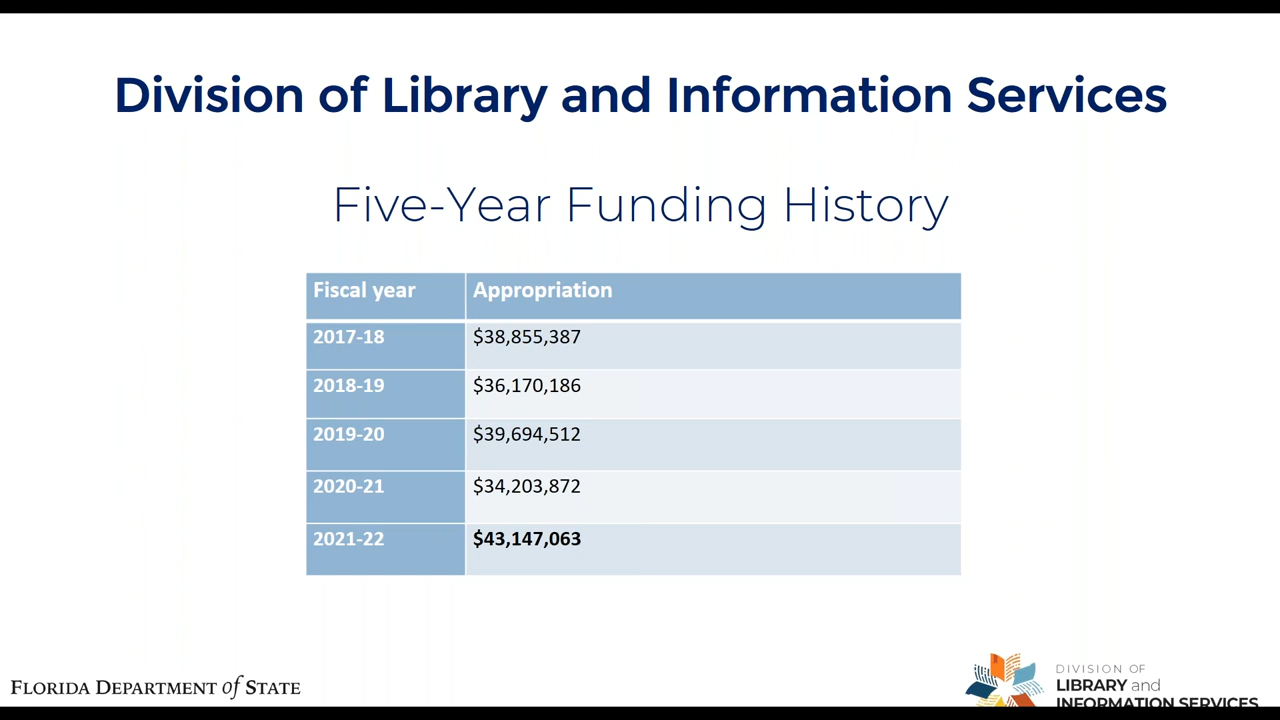 Division of Library and Information Services
Five-Year Funding History
Fiscal year Appropriation
2017-18 $38,855,387
2018-19 $36,170,186
2019-20 $39,694,512
2020-21 $34,203,872
2021-22 $43,147,063
FLORIDA DEPARTMENT of STATE
DIVISION OF
LIBRARY and
INFORMATION SERVICES